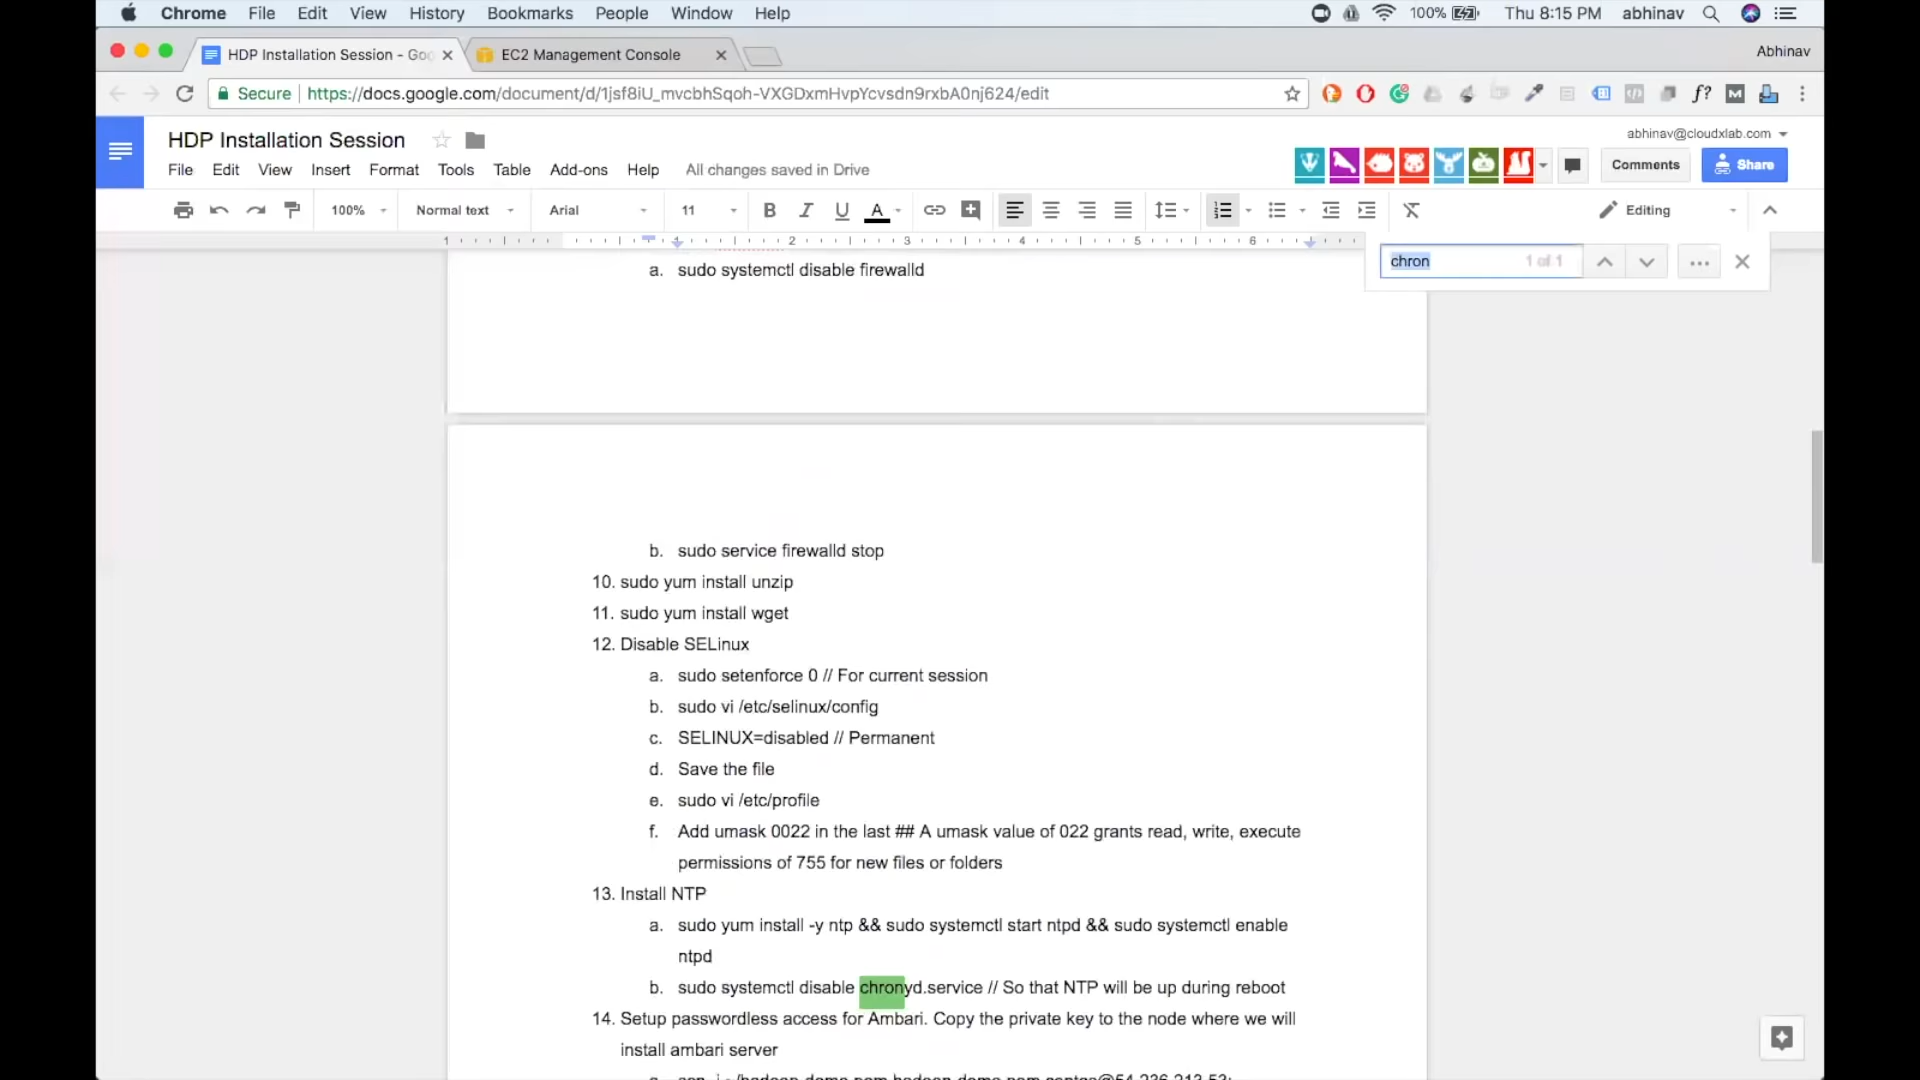 Chrome File Edit View History Bookmarks People Window Help 100% Thu 8:15 PM abhinav
HDP Installation Session - Goo EC2 Management Console Abhinav
Secure https://docs.google.com/document/d/1jsf8iU_mvcbhSqoh-VXGDxmHvpYcvsdn9rxbA0nj624/edit
HDP Installation Session abhinav@cloudxlab.com
File Edit View Insert Format Tools Table Add-ons Help All changes saved in Drive Comments Share
100% Normal text Arial 11 B I U A Editing
1 1 2 3 4 5 6
chron 1 of 1
a. sudo systemctl disable firewalld
b. sudo service firewalld stop
10. sudo yum install unzip
11. sudo yum install wget
12. Disable SELinux
a. sudo setenforce 0 // For current session
b. sudo vi /etc/selinux/config
c. SELINUX=disabled // Permanent
d. Save the file
e. sudo vi /etc/profile
f. Add umask 0022 in the last ## A umask value of 022 grants read, write, execute
permissions of 755 for new files or folders
13. Install NTP
a. sudo yum install -y ntp && sudo systemctl start ntpd && sudo systemctl enable
ntpd
b. sudo systemctl disable chronyd.service // So that NTP will be up during reboot
14. Setup passwordless access for Ambari. Copy the private key to the node where we will
install ambari server